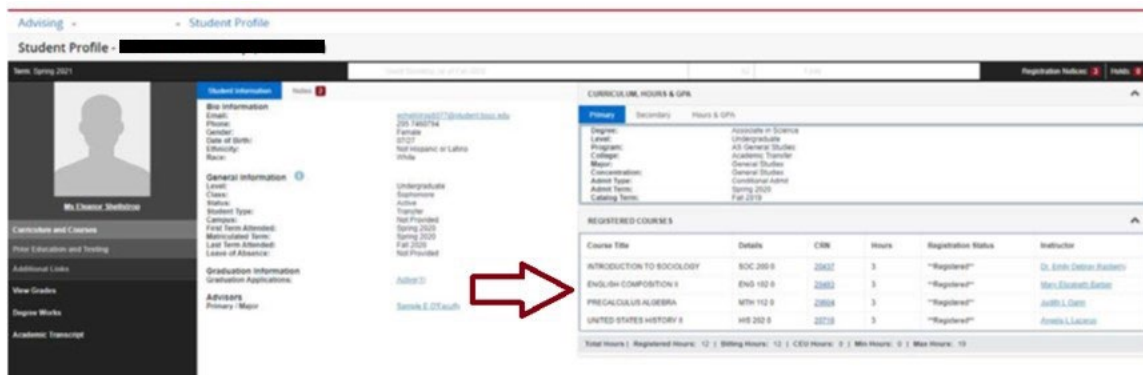 Advising
Student Profile
Student Profile -
Term: Spring 2021
Registration Notices: Holds:
Student Information Notes
Bio Information
Email:
Phone:
Gender: Female
Date of Birth: 07/27
Ethnicity: Not Hispanic or Latino
Race: White
General Information
Level: Undergraduate
Class: Sophomore
Status: Active
Student Type: Transfer
Campus: Not Provided
First Term Attended: Spring 2020
Matriculated Term: Spring 2020
Last Term Attended: Fall 2020
Leave of Absence: Not Provided
Graduation Information
Graduation Applications:
Advisors
Primary / Major
Ms Eleanor Shellstrop
Curriculum and Courses
Prior Education and Testing
Additional Links
View Grades
Degree Works
Academic Transcript
CURRICULUM, HOURS & GPA
Primary Secondary Hours & GPA
Degree: Associate in Science
Level: Undergraduate
Program: AS General Studies
College: Academic Transfer
Major: General Studies
Concentration: General Studies
Admit Type: Conditional Admit
Admit Term: Spring 2020
Catalog Term: Fall 2019
REGISTERED COURSES
Course Title Details CRN Hours Registration Status Instructor
INTRODUCTION TO SOCIOLOGY SOC 200 0 3 **Registered**
ENGLISH COMPOSITION II ENG 102 0 3 **Registered** Mary Elizabeth Barber
PRECALCULUS ALGEBRA MTH 112 0 3 **Registered**
UNITED STATES HISTORY II HIS 202 0 3 **Registered**
Total Hours | Registered Hours: 12 | Billing Hours: 12 | CEU Hours: 0 | Min Hours: 0 | Max Hours: 19